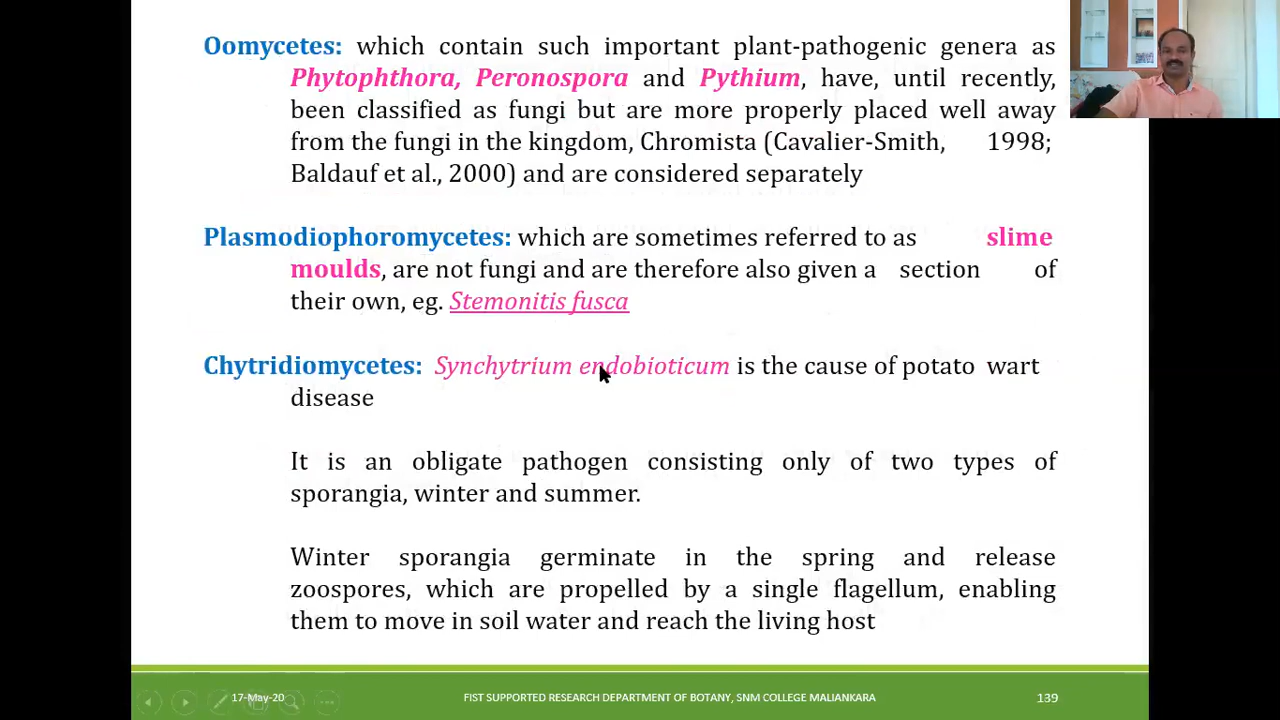 Oomycetes: which contain such important plant-pathogenic genera as
Phytophthora, Peronospora and Pythium, have, until recently,
been classified as fungi but are more properly placed well away
from the fungi in the kingdom, Chromista (Cavalier-Smith, 1998;
Baldauf et al., 2000) and are considered separately
Plasmodiophoromycetes: which are sometimes referred to as slime
moulds, are not fungi and are therefore also given a section of
their own, eg. Stemonitis fusca
Chytridiomycetes: Synchytrium endobioticum is the cause of potato wart
disease
It is an obligate pathogen consisting only of two types of
sporangia, winter and summer.
Winter sporangia germinate in the spring and release
zoospores, which are propelled by a single flagellum, enabling
them to move in soil water and reach the living host
17-May-20 FIST SUPPORTED RESEARCH DEPARTMENT OF BOTANY, SNM COLLEGE MALIANKARA 139